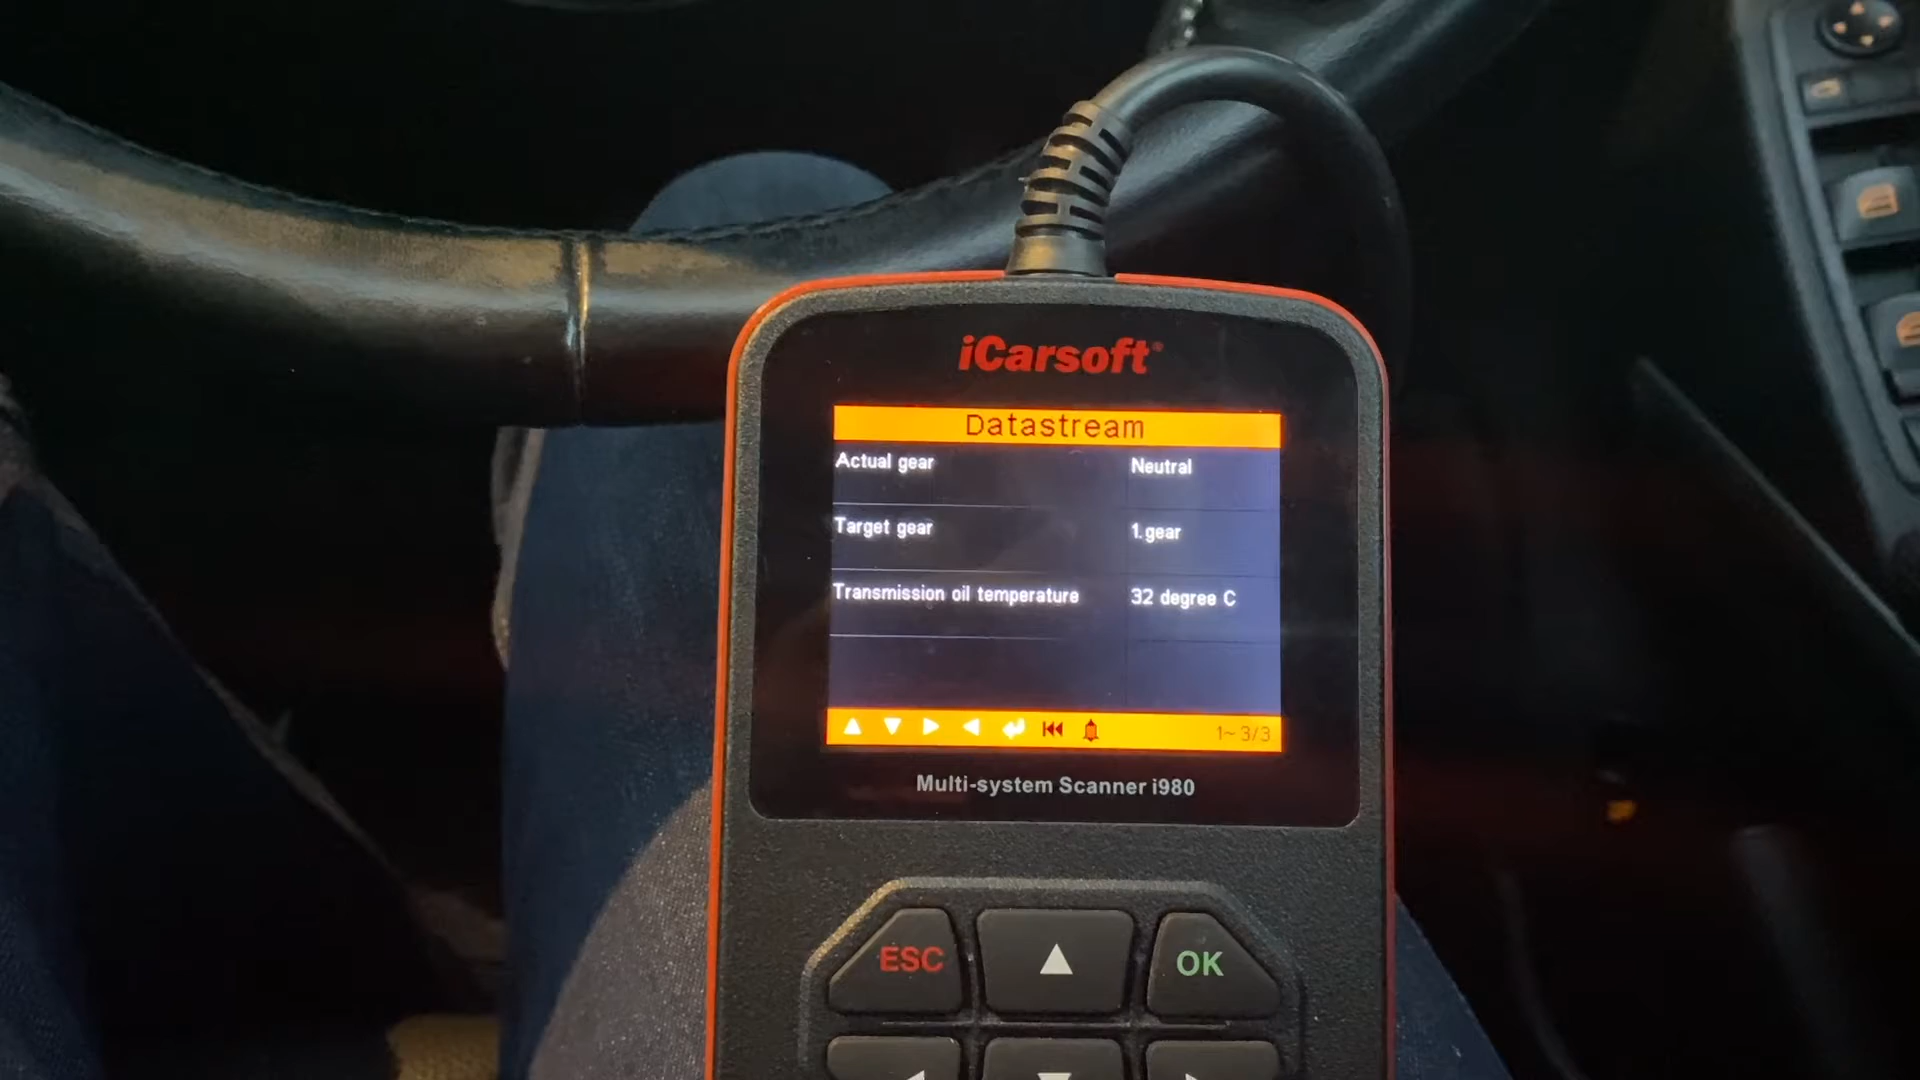 iCarsoft®
Datastream
Actual gear Neutral
Target gear 1.gear
Transmission oil temperature 32 degree C
1~ 3/3
Multi-system Scanner i980
ESC OK